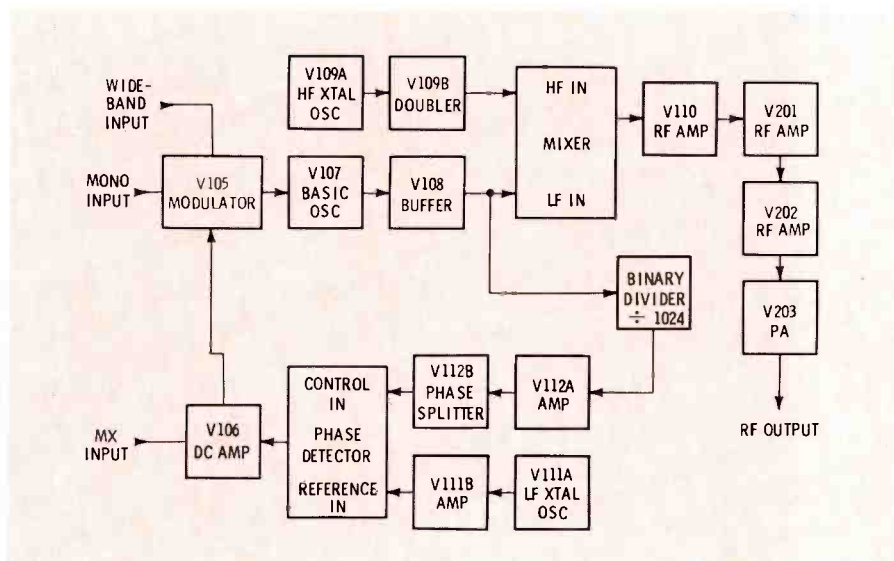 WIDE-
BAND
INPUT
V109A
HF XTAL
OSC
V109B
DOUBLER
HF IN
MIXER
LF IN
V110
RF AMP
V201
RF AMP
MONO
INPUT
V105
MODULATOR
V107
BASIC
OSC
V108
BUFFER
V202
RF AMP
BINARY
DIVIDER
÷ 1024
V203
PA
RF OUTPUT
MX
INPUT
V106
DC AMP
CONTROL
IN
PHASE
DETECTOR
REFERENCE
IN
V112B
PHASE
SPLITTER
V112A
AMP
V111B
AMP
V111A
LF XTAL
OSC